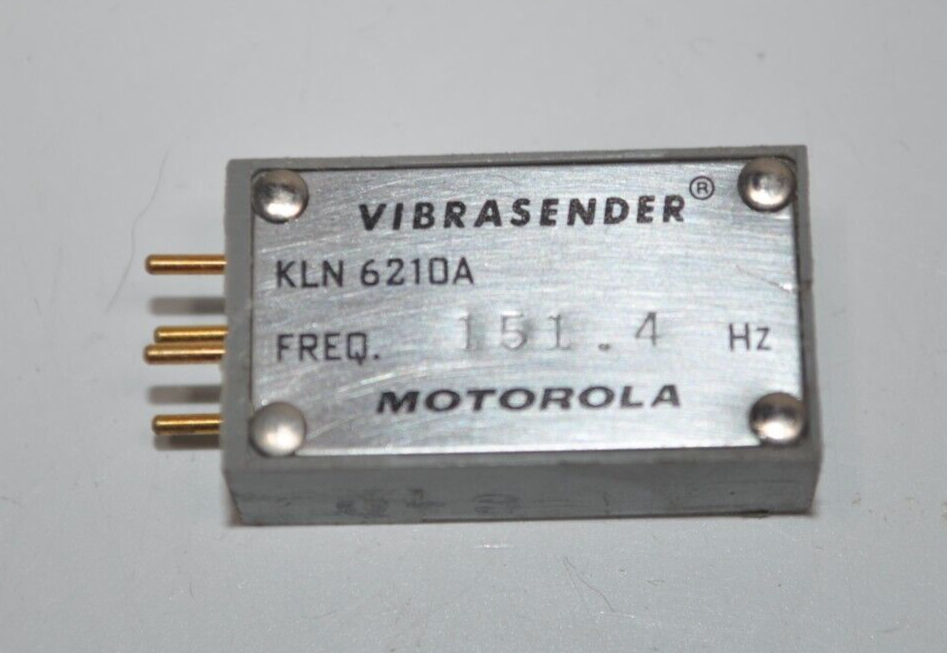 VIBRASENDER®
KLN 6210A
FREQ. 151.4 Hz
MOTOROLA